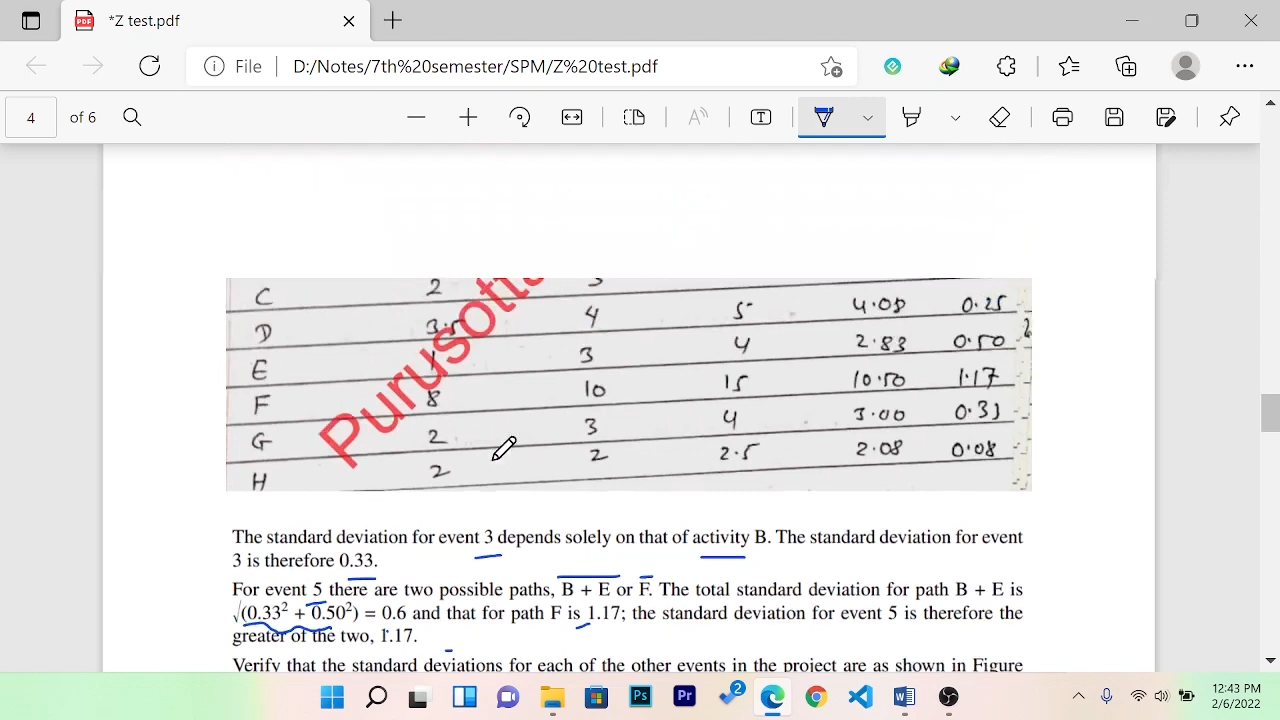 *Z test.pdf
File D:/Notes/7th%20semester/SPM/Z%20test.pdf
4 of 6
C 2 3
D 3.5 4 5 4.08 0.25
E 1 3 4 2.83 0.50
F 8 10 15 10.50 1.17
G 2 3 4 3.00 0.33
H 2 2 2.5 2.08 0.08
The standard deviation for event 3 depends solely on that of activity B. The standard deviation for event
3 is therefore 0.33.
For event 5 there are two possible paths, B + E or F. The total standard deviation for path B + E is
√(0.33² + 0.50²) = 0.6 and that for path F is 1.17; the standard deviation for event 5 is therefore the
greater of the two, 1.17.
Verify that the standard deviations for each of the other events in the project are as shown in Figure
2
12:43 PM
2/6/2022